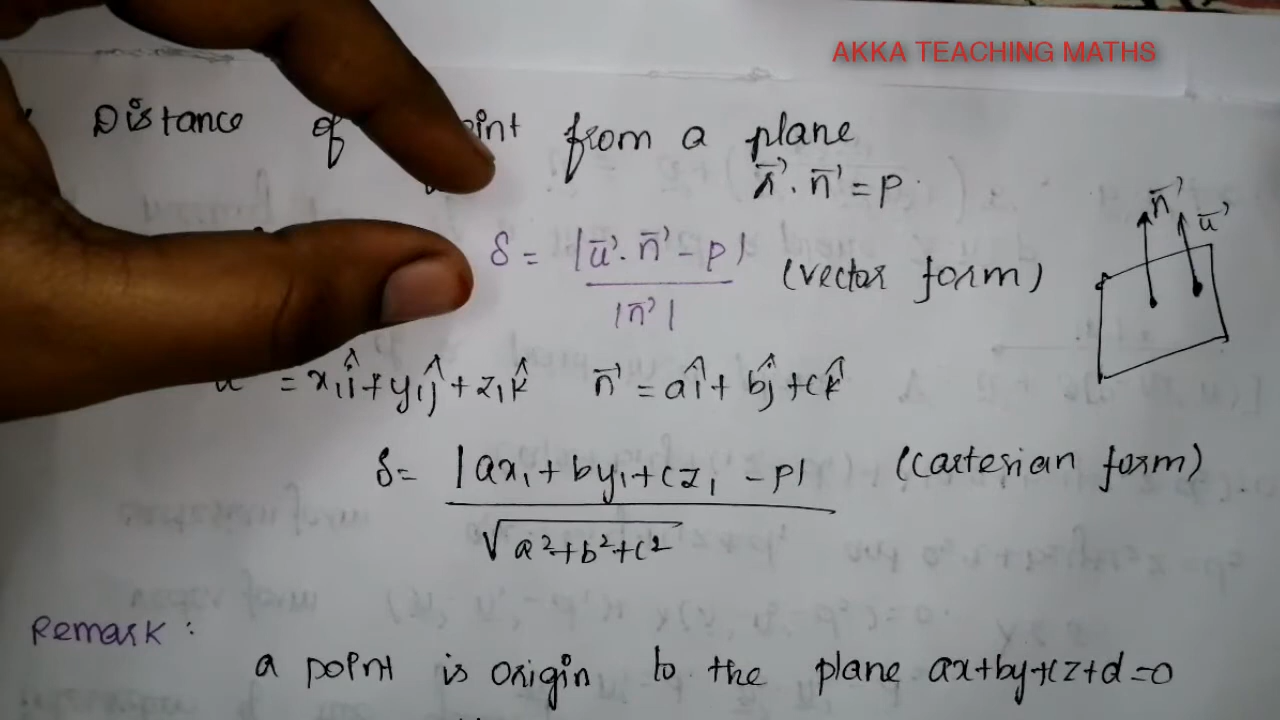 AKKA TEACHING MATHS
Distance of point from a plane
r⃗ · n⃗ = p
n⃗ u⃗
δ = |u⃗ · n⃗ - p| / |n⃗| (vector form)
u⃗ = x₁î + y₁ĵ + z₁k̂ n⃗ = aî + bĵ + ck̂
δ = |ax₁ + by₁ + cz₁ - p| / √a²+b²+c² (cartesian form)
Remark :
a point is origin to the plane ax+by+cz+d=0